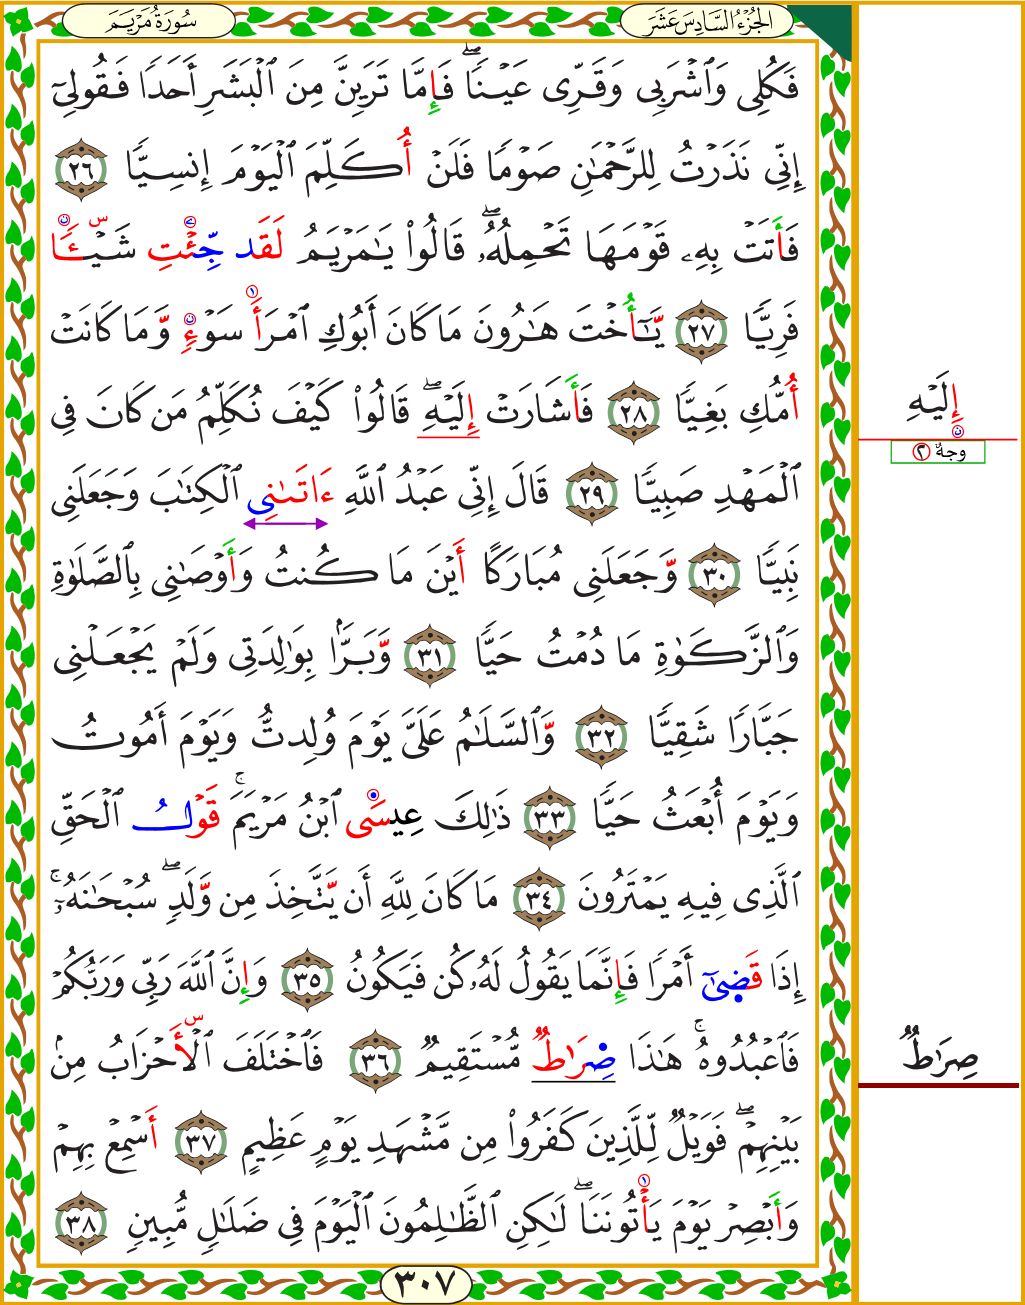 سُورَةُ مَرْيَمَ
الجُزْءُ السَّادِسَ عَشَرَ
فَكُلِي وَٱشْرَبِي وَقَرِّي عَيۡنٗاۖ فَإِمَّا تَرَيِنَّ مِنَ ٱلۡبَشَرِ أَحَدٗا فَقُولِيٓ
إِنِّي نَذَرۡتُ لِلرَّحۡمَٰنِ صَوۡمٗا فَلَنۡ أُكَلِّمَ ٱلۡيَوۡمَ إِنسِيّٗا ٢٦
فَأَتَتۡ بِهِۦ قَوۡمَهَا تَحۡمِلُهُۥۖ قَالُواْ يَٰمَرۡيَمُ لَقَد جِّئۡتِ شَيۡـٔٗا
فَرِيّٗا ٢٧ يَّٰٓأُخۡتَ هَٰرُونَ مَا كَانَ أَبُوكِ ٱمۡرَأَ سَوۡءٖ وَّمَا كَانَتۡ
أُمُّكِ بَغِيّٗا ٢٨ فَأَشَارَتۡ إِلَيۡهِۖ قَالُواْ كَيۡفَ نُكَلِّمُ مَن كَانَ فِي
ٱلۡمَهۡدِ صَبِيّٗا ٢٩ قَالَ إِنِّي عَبۡدُ ٱللَّهِ ءَاتَىٰنِي ٱلۡكِتَٰبَ وَجَعَلَنِي
نَبِيّٗا ٣٠ وَّجَعَلَنِي مُبَارَكًا أَيۡنَ مَا كُنتُ وَأَوۡصَٰنِي بِٱلصَّلَوٰةِ
وَٱلزَّكَوٰةِ مَا دُمۡتُ حَيّٗا ٣١ وَّبَرَّۢا بِوَٰلِدَتِي وَلَمۡ يَجۡعَلۡنِي
جَبَّارٗا شَقِيّٗا ٣٢ وَّٱلسَّلَٰمُ عَلَيَّ يَوۡمَ وُلِدتُّ وَيَوۡمَ أَمُوتُ
وَيَوۡمَ أُبۡعَثُ حَيّٗا ٣٣ ذَٰلِكَ عِيسَى ٱبۡنُ مَرۡيَمَۚ قَوۡلُ ٱلۡحَقِّ
ٱلَّذِي فِيهِ يَمۡتَرُونَ ٣٤ مَا كَانَ لِلَّهِ أَن يَّتَّخِذَ مِن وَّلَدٖۖ سُبۡحَٰنَهُۥٓۚ
إِذَا قَضَىٰٓ أَمۡرٗا فَإِنَّمَا يَقُولُ لَهُۥ كُن فَيَكُونُ ٣٥ وَإِنَّ ٱللَّهَ رَبِّي وَرَبُّكُمۡ
فَٱعۡبُدُوهُۚ هَٰذَا صِرَٰطٞ مُّسۡتَقِيمٞ ٣٦ فَٱخۡتَلَفَ ٱلۡأَحۡزَابُ مِنۢ
بَيۡنِهِمۡۖ فَوَيۡلٞ لِّلَّذِينَ كَفَرُواْ مِن مَّشۡهَدِ يَوۡمٍ عَظِيمٍ ٣٧ أَسۡمِعۡ بِهِمۡ
وَأَبۡصِرۡ يَوۡمَ يَأۡتُونَنَاۖ لَٰكِنِ ٱلظَّٰلِمُونَ ٱلۡيَوۡمَ فِي ضَلَٰلٖ مُّبِينٖ ٣٨
إِلَيۡهِ
وجهٌ ٢
صِرَٰطٞ
٣٠٧